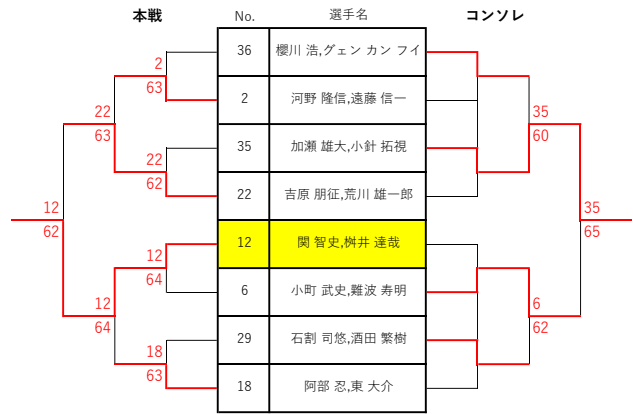 本戦 No. 選手名 コンソレ
36 櫻川 浩,グェン カン フイ
2
63
2 河野 隆信,遠藤 信一
22
63
35
60
35 加瀬 雄大,小針 拓視
22
62
22 吉原 朋征,荒川 雄一郎
12
62
35
65
12 関 智史,桝井 達哉
12
64
6 小町 武史,難波 寿明
12
64
6
62
29 石割 司悠,酒田 繁樹
18
63
18 阿部 忍,東 大介